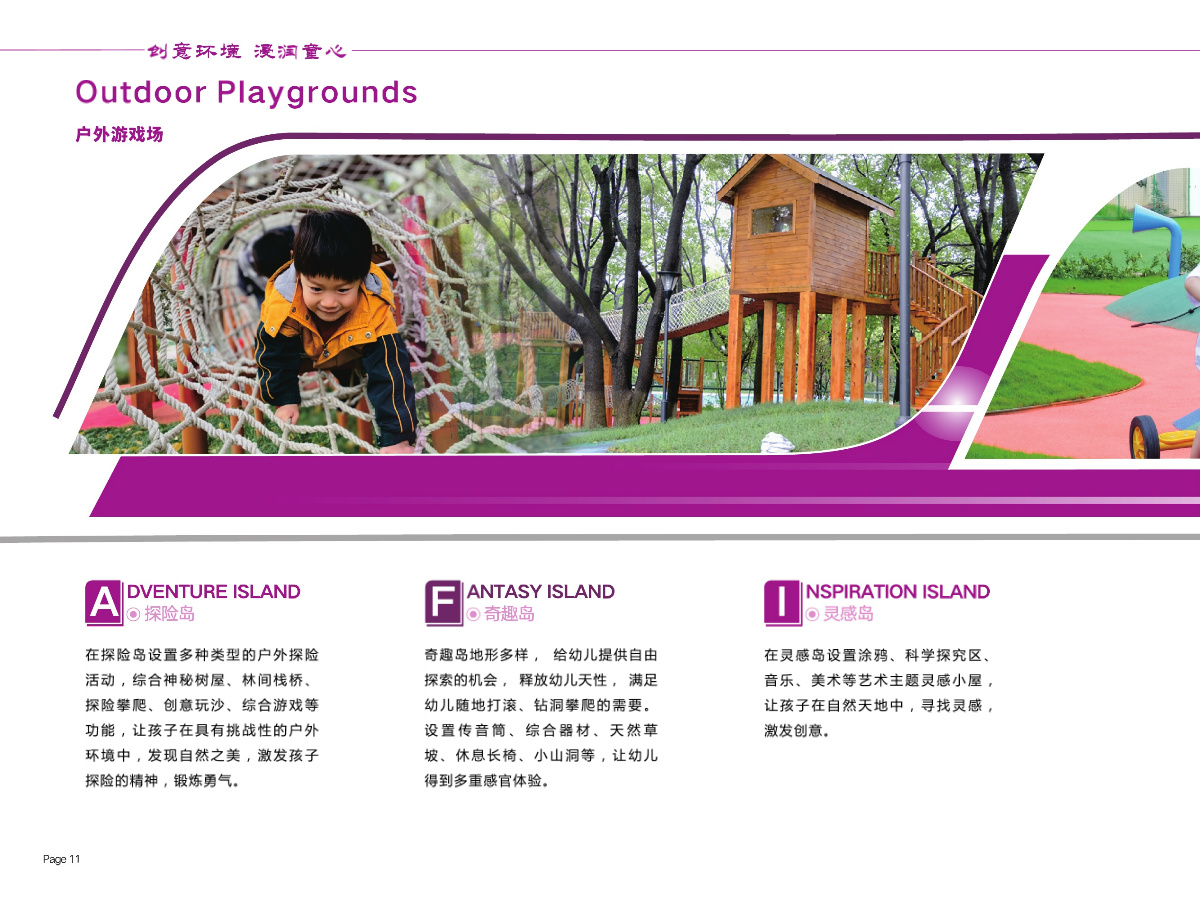 创意环境 浸润童心
Outdoor Playgrounds
户外游戏场
ADVENTURE ISLAND
探险岛
在探险岛设置多种类型的户外探险
活动，综合神秘树屋、林间栈桥、
探险攀爬、创意玩沙、综合游戏等
功能，让孩子在具有挑战性的户外
环境中，发现自然之美，激发孩子
探险的精神，锻炼勇气。
FANTASY ISLAND
奇趣岛
奇趣岛地形多样， 给幼儿提供自由
探索的机会， 释放幼儿天性， 满足
幼儿随地打滚、钻洞攀爬的需要。
设置传音筒、综合器材、天然草
坡、休息长椅、小山洞等，让幼儿
得到多重感官体验。
INSPIRATION ISLAND
灵感岛
在灵感岛设置涂鸦、科学探究区、
音乐、美术等艺术主题灵感小屋，
让孩子在自然天地中，寻找灵感，
激发创意。
Page 11